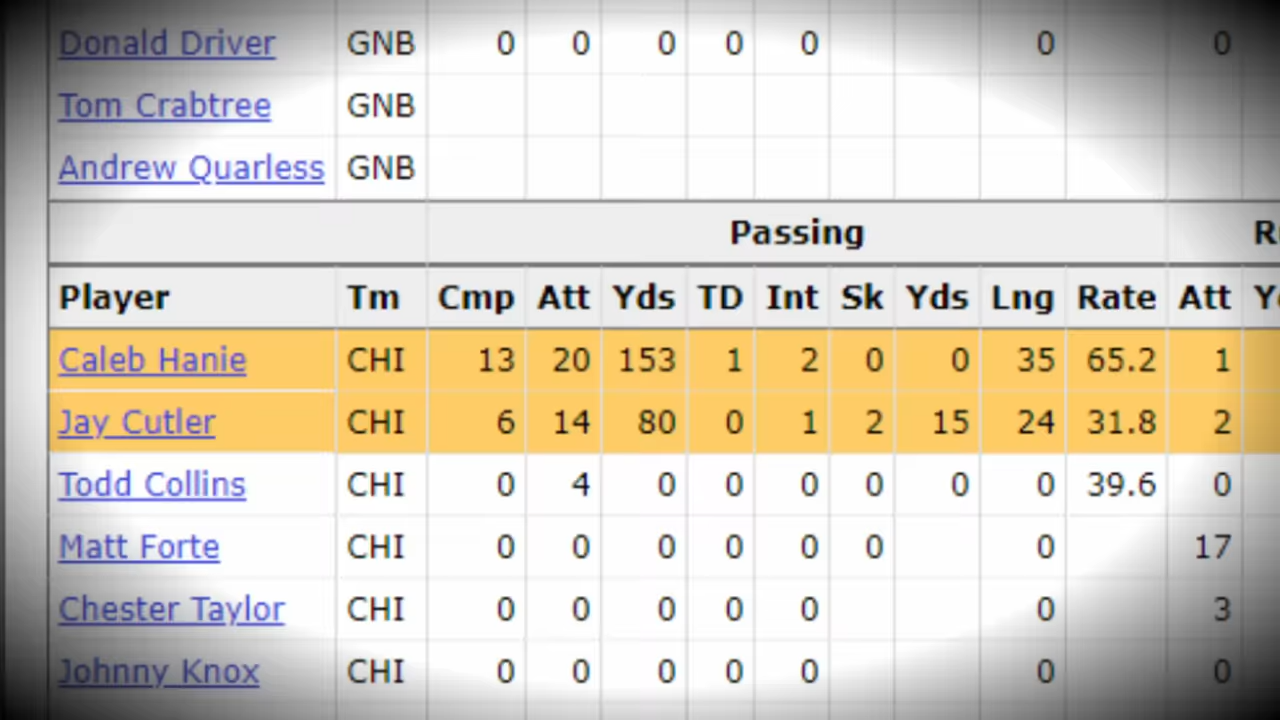 Donald Driver GNB 0 0 0 0 0 0 0
Tom Crabtree GNB
Andrew Quarless GNB
Passing
Player Tm Cmp Att Yds TD Int Sk Yds Lng Rate Att
Caleb Hanie CHI 13 20 153 1 2 0 0 35 65.2 1
Jay Cutler CHI 6 14 80 0 1 2 15 24 31.8 2
Todd Collins CHI 0 4 0 0 0 0 0 0 39.6 0
Matt Forte CHI 0 0 0 0 0 0 0 17
Chester Taylor CHI 0 0 0 0 0 0 3
Johnny Knox CHI 0 0 0 0 0 0 0